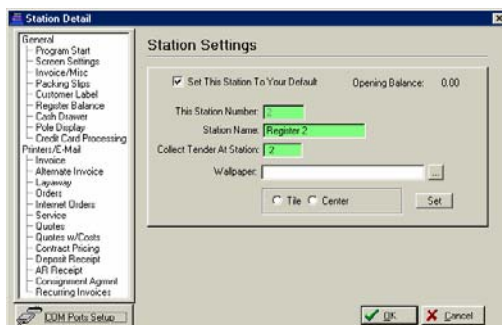 Station Detail
General
Program Start
Screen Settings
Invoice/Misc
Packing Slips
Customer Label
Register Balance
Cash Drawer
Pole Display
Credit Card Processing
Printers/E-Mail
Invoice
Alternate Invoice
Layaway
Orders
Internet Orders
Service
Quotes
Quotes w/Costs
Contract Pricing
Deposit Receipt
AR Receipt
Consignment Agmnt
Recurring Invoices
COM Ports Setup
Station Settings
Set This Station To Your Default Opening Balance: 0.00
This Station Number: 2
Station Name: Register 2
Collect Tender At Station: 2
Wallpaper: ...
Tile Center Set
OK Cancel